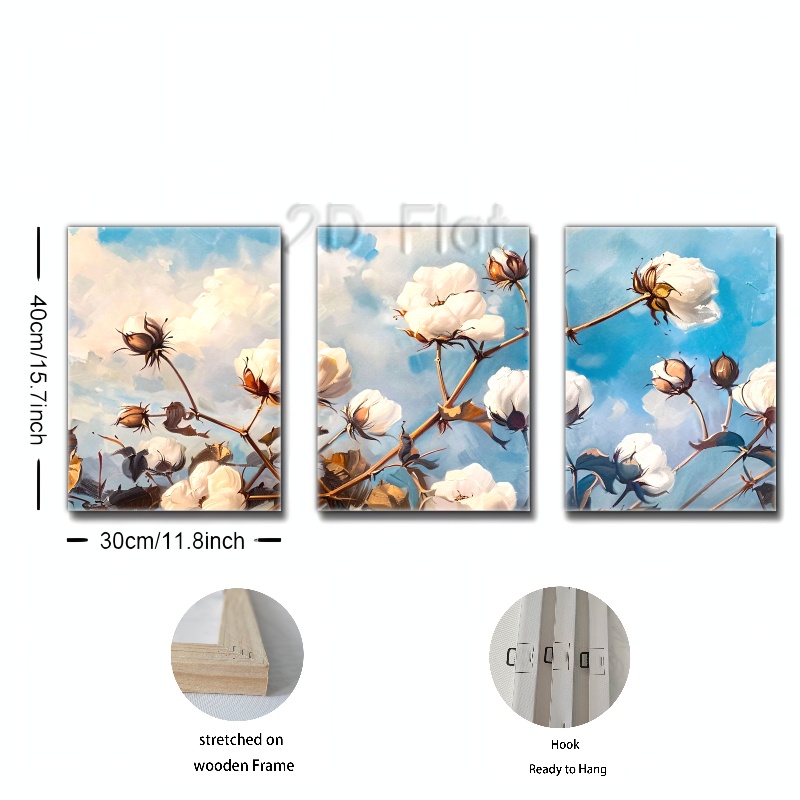 2D Flat
40cm/15.7inch
30cm/11.8inch
stretched on
wooden Frame
Hook
Ready to Hang